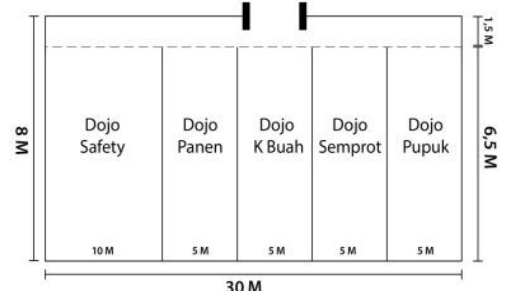 1,5 M
8 M
Dojo
Safety
Dojo
Panen
Dojo
K Buah
Dojo
Semprot
Dojo
Pupuk
6,5 M
10 M
5 M
5 M
5 M
5 M
30 M